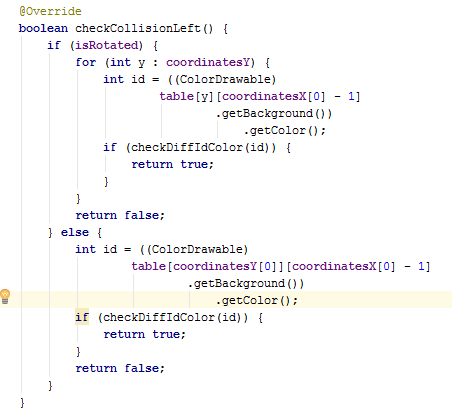 @Override
boolean checkCollisionLeft() {
    if (isRotated) {
        for (int y : coordinatesY) {
            int id = ((ColorDrawable)
                    table[y][coordinatesX[0] - 1]
                            .getBackground())
                                .getColor();
            if (checkDiffIdColor(id)) {
                return true;
            }
        }
        return false;
    } else {
        int id = ((ColorDrawable)
                table[coordinatesY[0]][coordinatesX[0] - 1]
                        .getBackground())
                            .getColor();
        if (checkDiffIdColor(id)) {
            return true;
        }
        return false;
    }
}